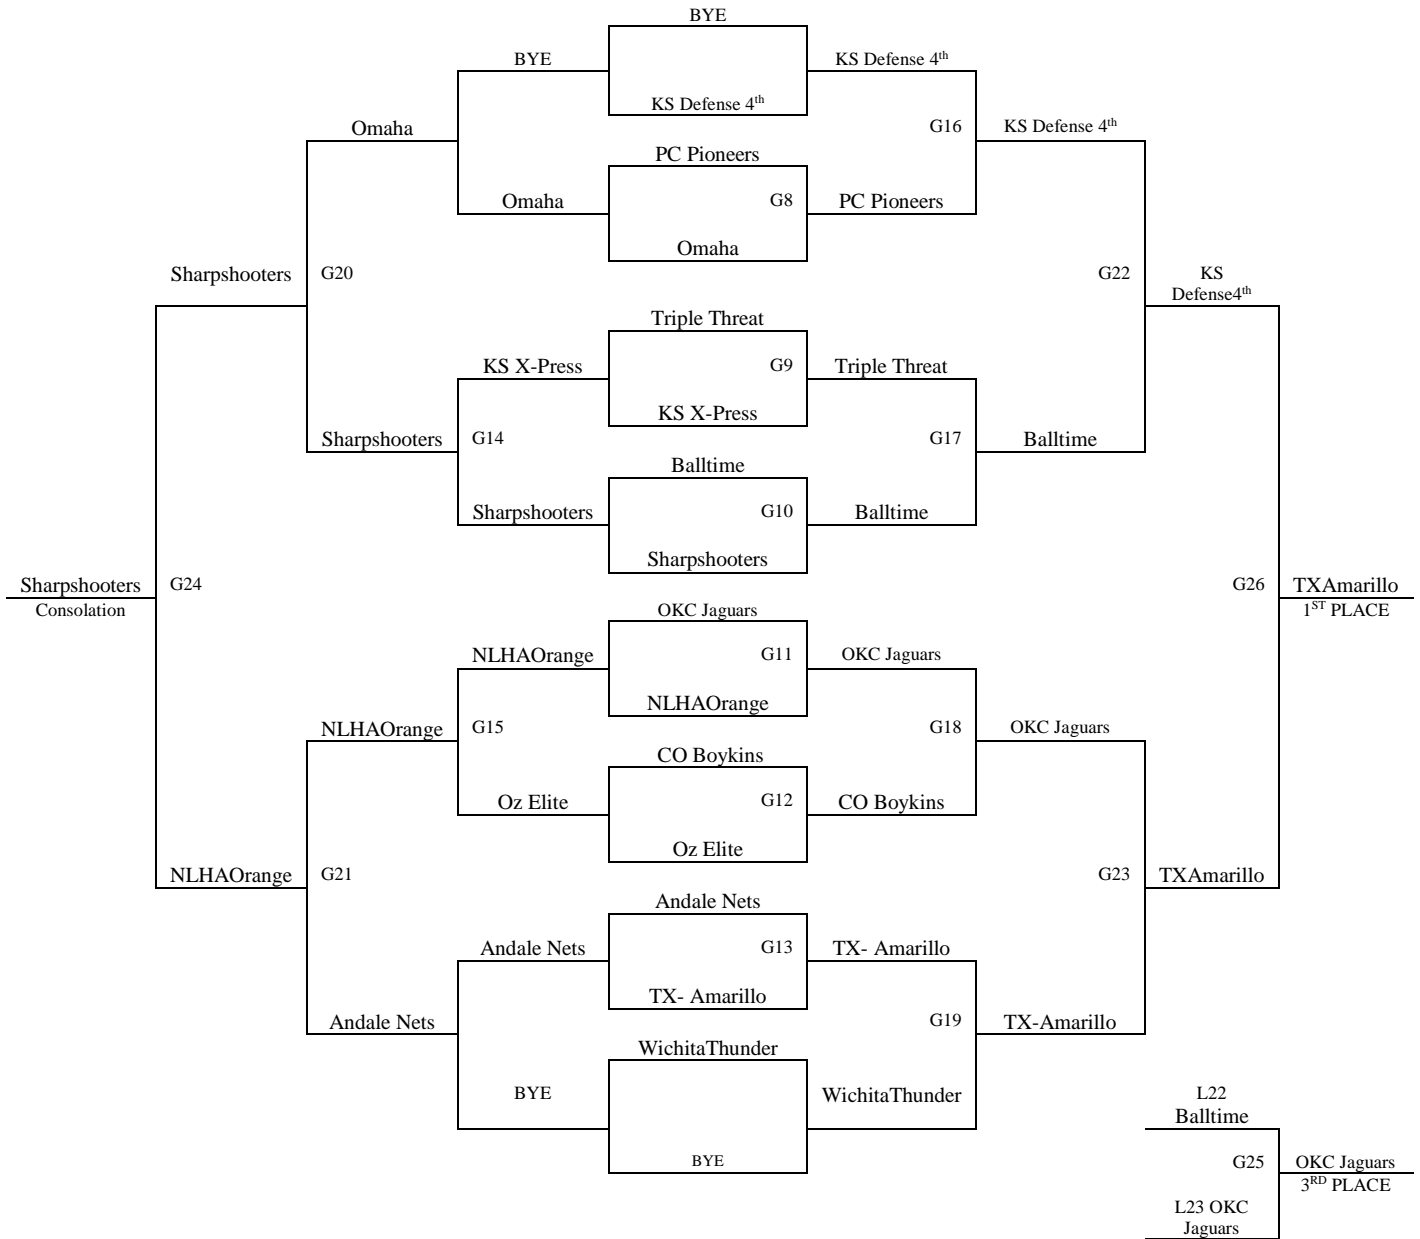 BYE
BYE
KS Defense 4th
KS Defense 4th
Omaha
G16
KS Defense 4th
PC Pioneers
Omaha
G8
PC Pioneers
Omaha
Sharpshooters
G20
G22
KS
Defense4th
Triple Threat
KS X-Press
G9
Triple Threat
KS X-Press
Sharpshooters
G14
G17
Balltime
Balltime
Sharpshooters
G10
Balltime
Sharpshooters
Sharpshooters
Consolation
G24
G26
TXAmarillo
1ST PLACE
OKC Jaguars
NLHAOrange
G11
OKC Jaguars
NLHAOrange
NLHAOrange
G15
G18
OKC Jaguars
CO Boykins
Oz Elite
G12
CO Boykins
Oz Elite
NLHAOrange
G21
G23
TXAmarillo
Andale Nets
Andale Nets
G13
TX- Amarillo
TX- Amarillo
Andale Nets
G19
TX-Amarillo
WichitaThunder
BYE
WichitaThunder
BYE
L22
Balltime
G25
OKC Jaguars
3RD PLACE
L23 OKC
Jaguars